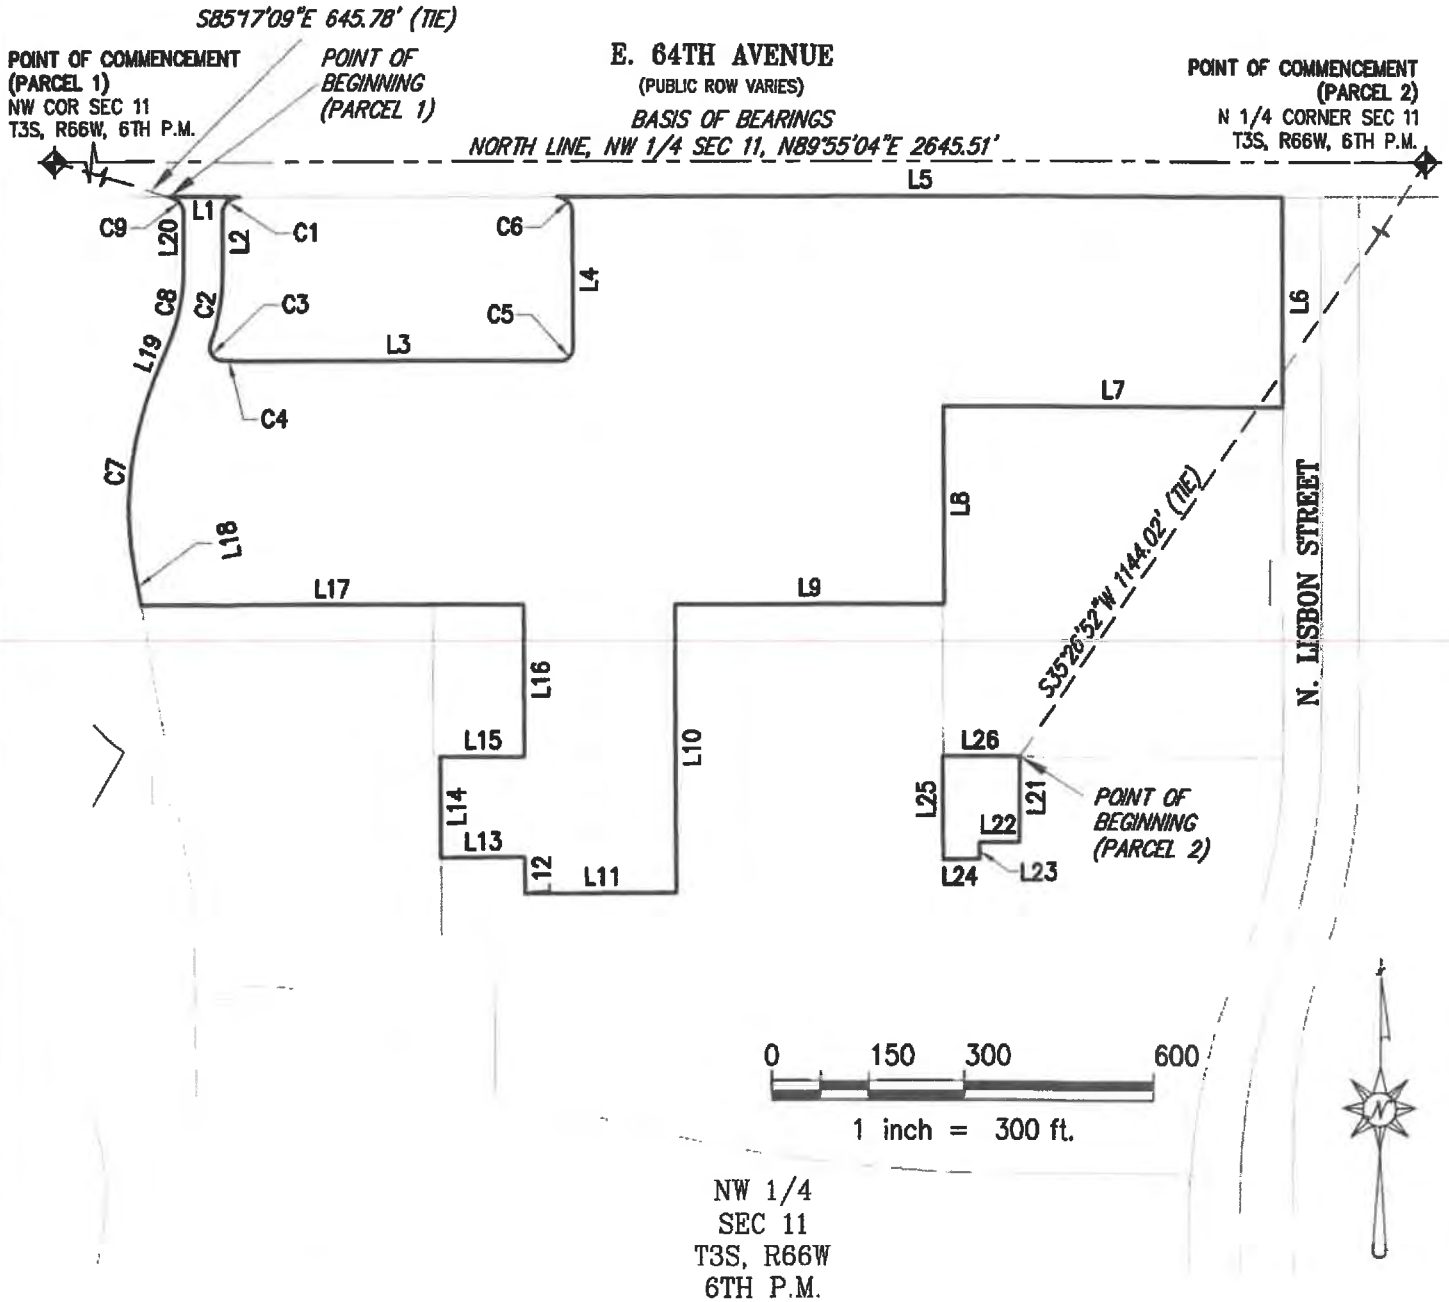 S85°17'09"E 645.78' (TIE)
POINT OF COMMENCEMENT
(PARCEL 1)
NW COR SEC 11
T3S, R66W, 6TH P.M.
POINT OF
BEGINNING
(PARCEL 1)
E. 64TH AVENUE
(PUBLIC ROW VARIES)
BASIS OF BEARINGS
NORTH LINE, NW 1/4 SEC 11, N89°55'04"E 2645.51'
POINT OF COMMENCEMENT
(PARCEL 2)
N 1/4 CORNER SEC 11
T3S, R66W, 6TH P.M.
L5
L1
C9
L20
L2
C1
C6
L4
L6
C8
C2
C3
C5
L19
L3
C4
L7
C7
L8
L18
S35°26'52"W 1144.02' (TIE)
N. LISBON STREET
L17
L9
L16
L10
L15
L26
L14
L25
L21
POINT OF
BEGINNING
(PARCEL 2)
L22
L13
L12
L11
L24
L23
0 150 300 600
1 inch = 300 ft.
N
NW 1/4
SEC 11
T3S, R66W
6TH P.M.